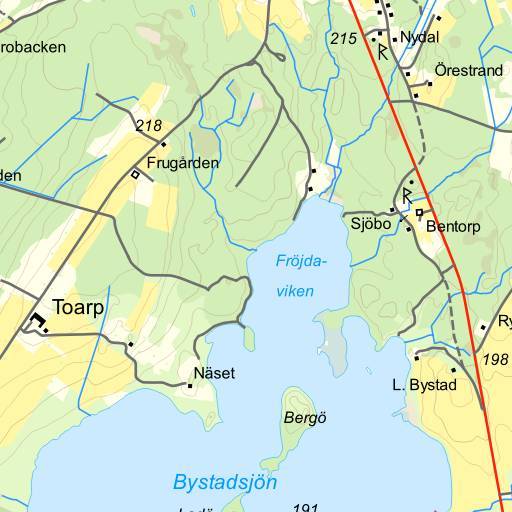 robacken
215
Nydal
Örestrand
218
Frugården
den
Sjöbo
Bentorp
Fröjda-
viken
Toarp
Ry
198
Näset
L. Bystad
Bergö
Bystadsjön
191